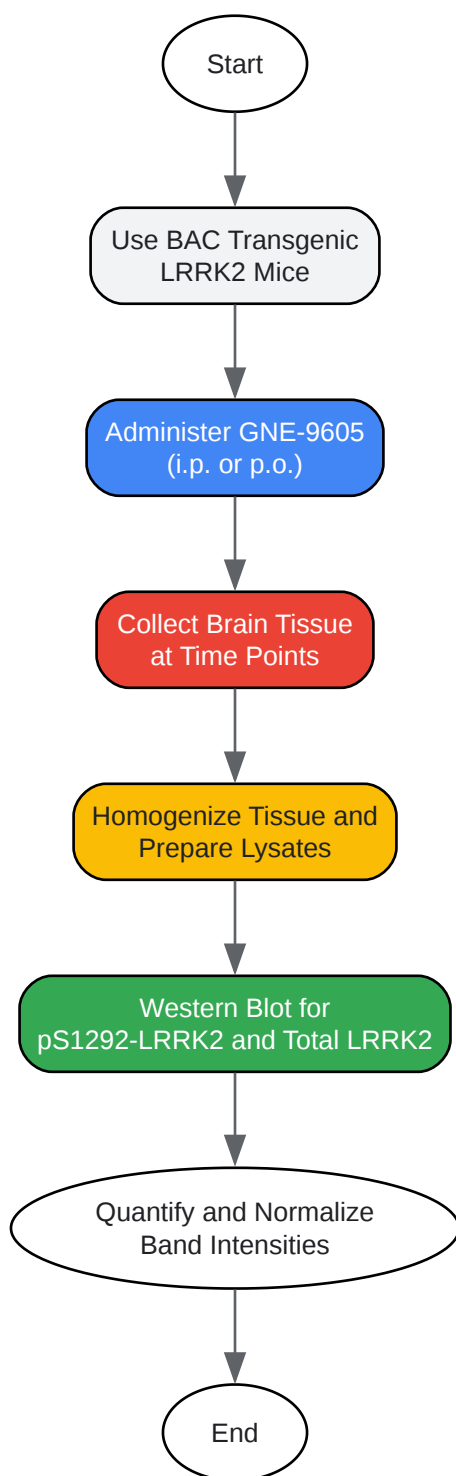 Start
Use BAC Transgenic
LRRK2 Mice
Administer GNE-9605
(i.p. or p.o.)
Collect Brain Tissue
at Time Points
Homogenize Tissue and
Prepare Lysates
Western Blot for
pS1292-LRRK2 and Total LRRK2
Quantify and Normalize
Band Intensities
End